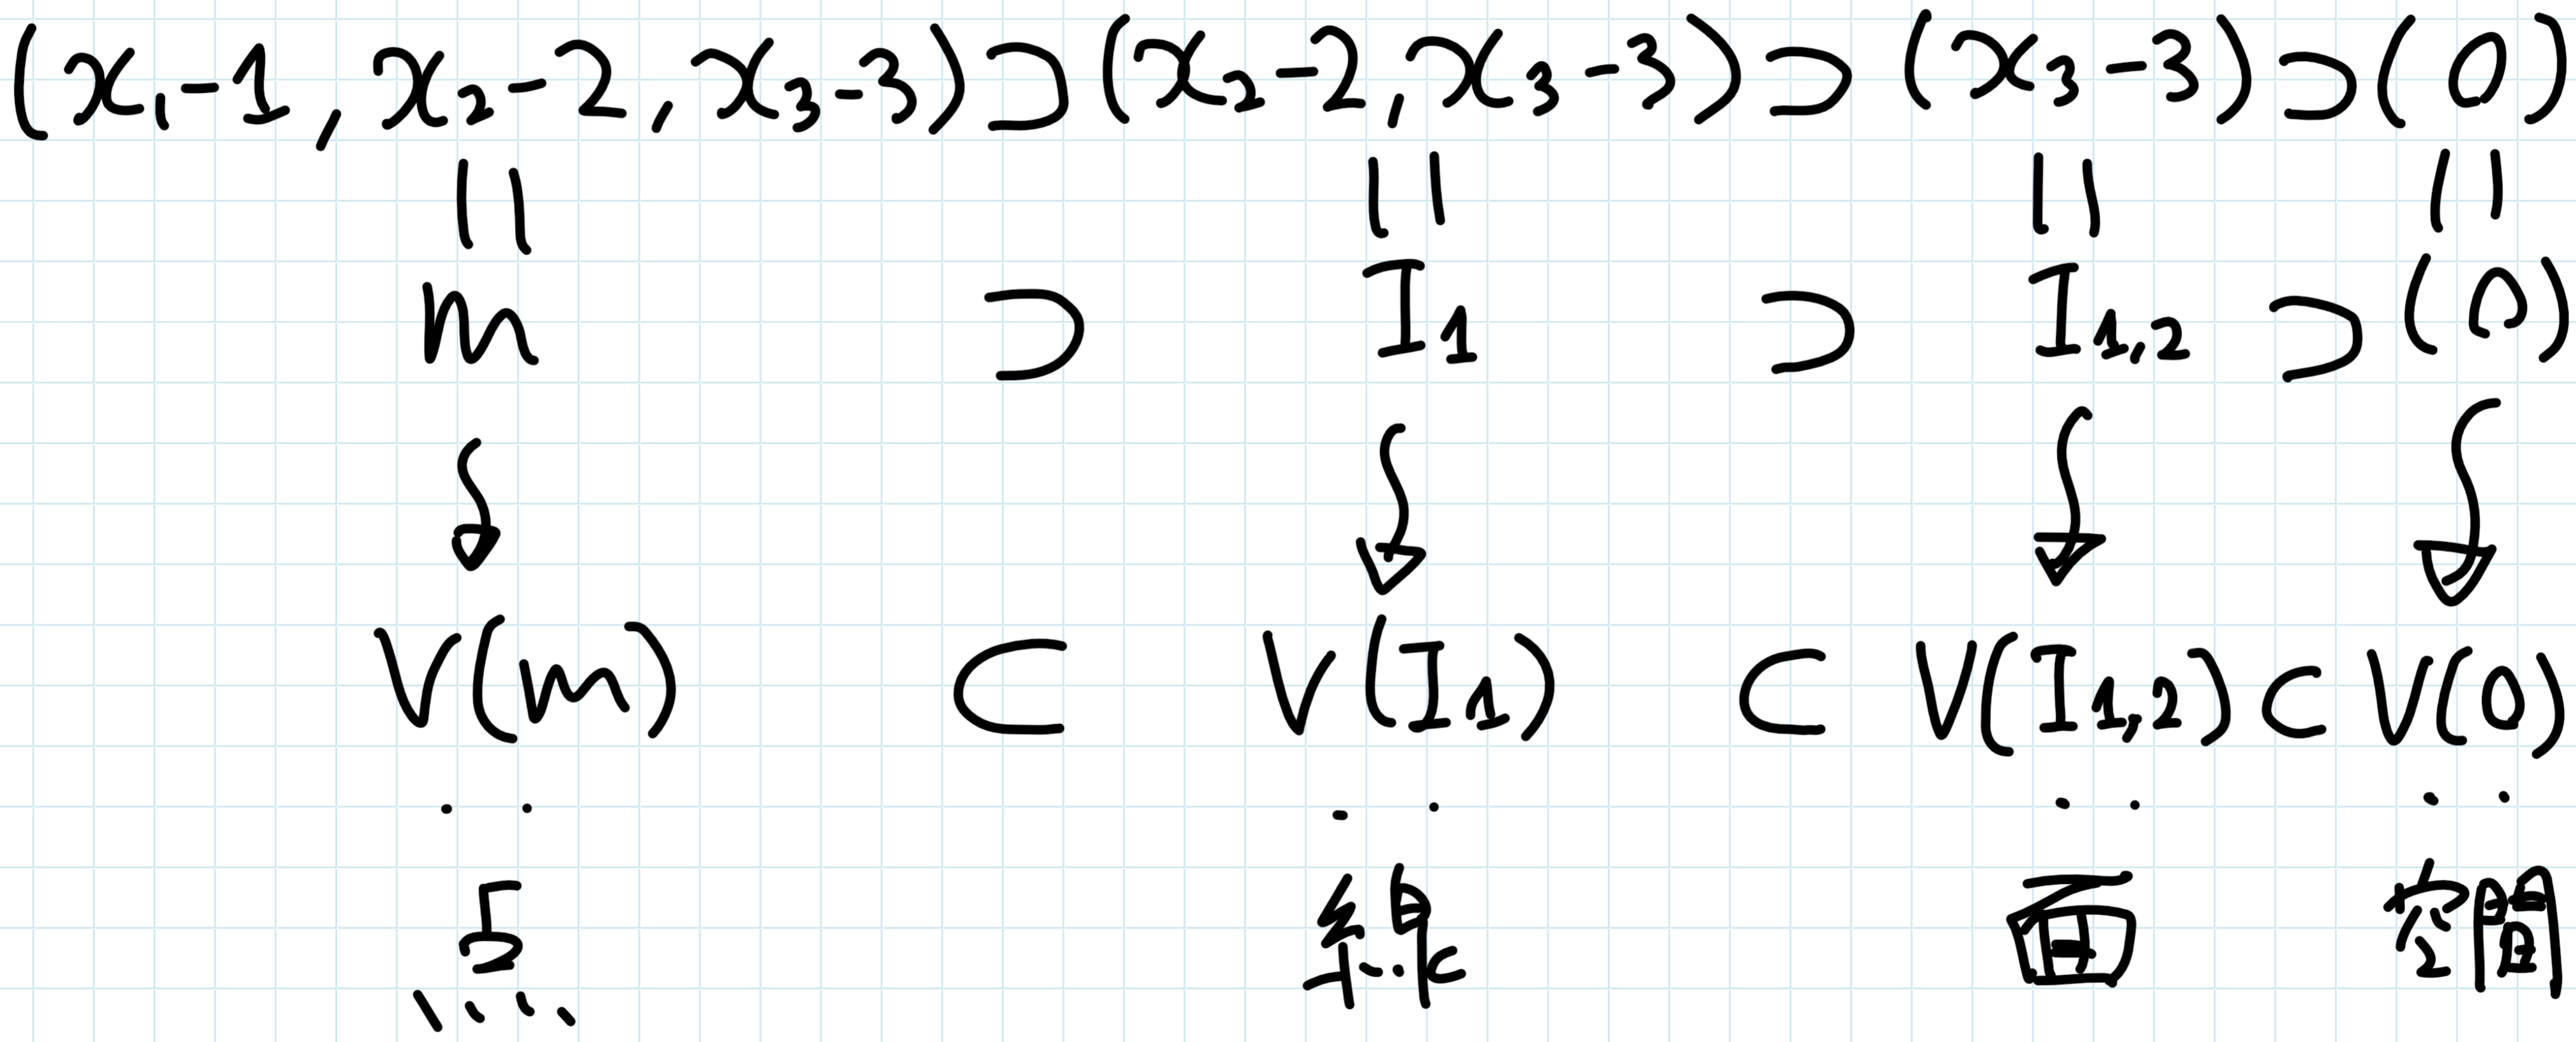 (x₁-1, x₂-2, x₃-3) ⊃ (x₂-2, x₃-3) ⊃ (x₃-3) ⊃ (0)
|| || || ||
m ⊃ I₁ ⊃ I₁,₂ ⊃ (0)
V(m) ⊂ V(I₁) ⊂ V(I₁,₂) ⊂ V(0)
点 線 面 空間